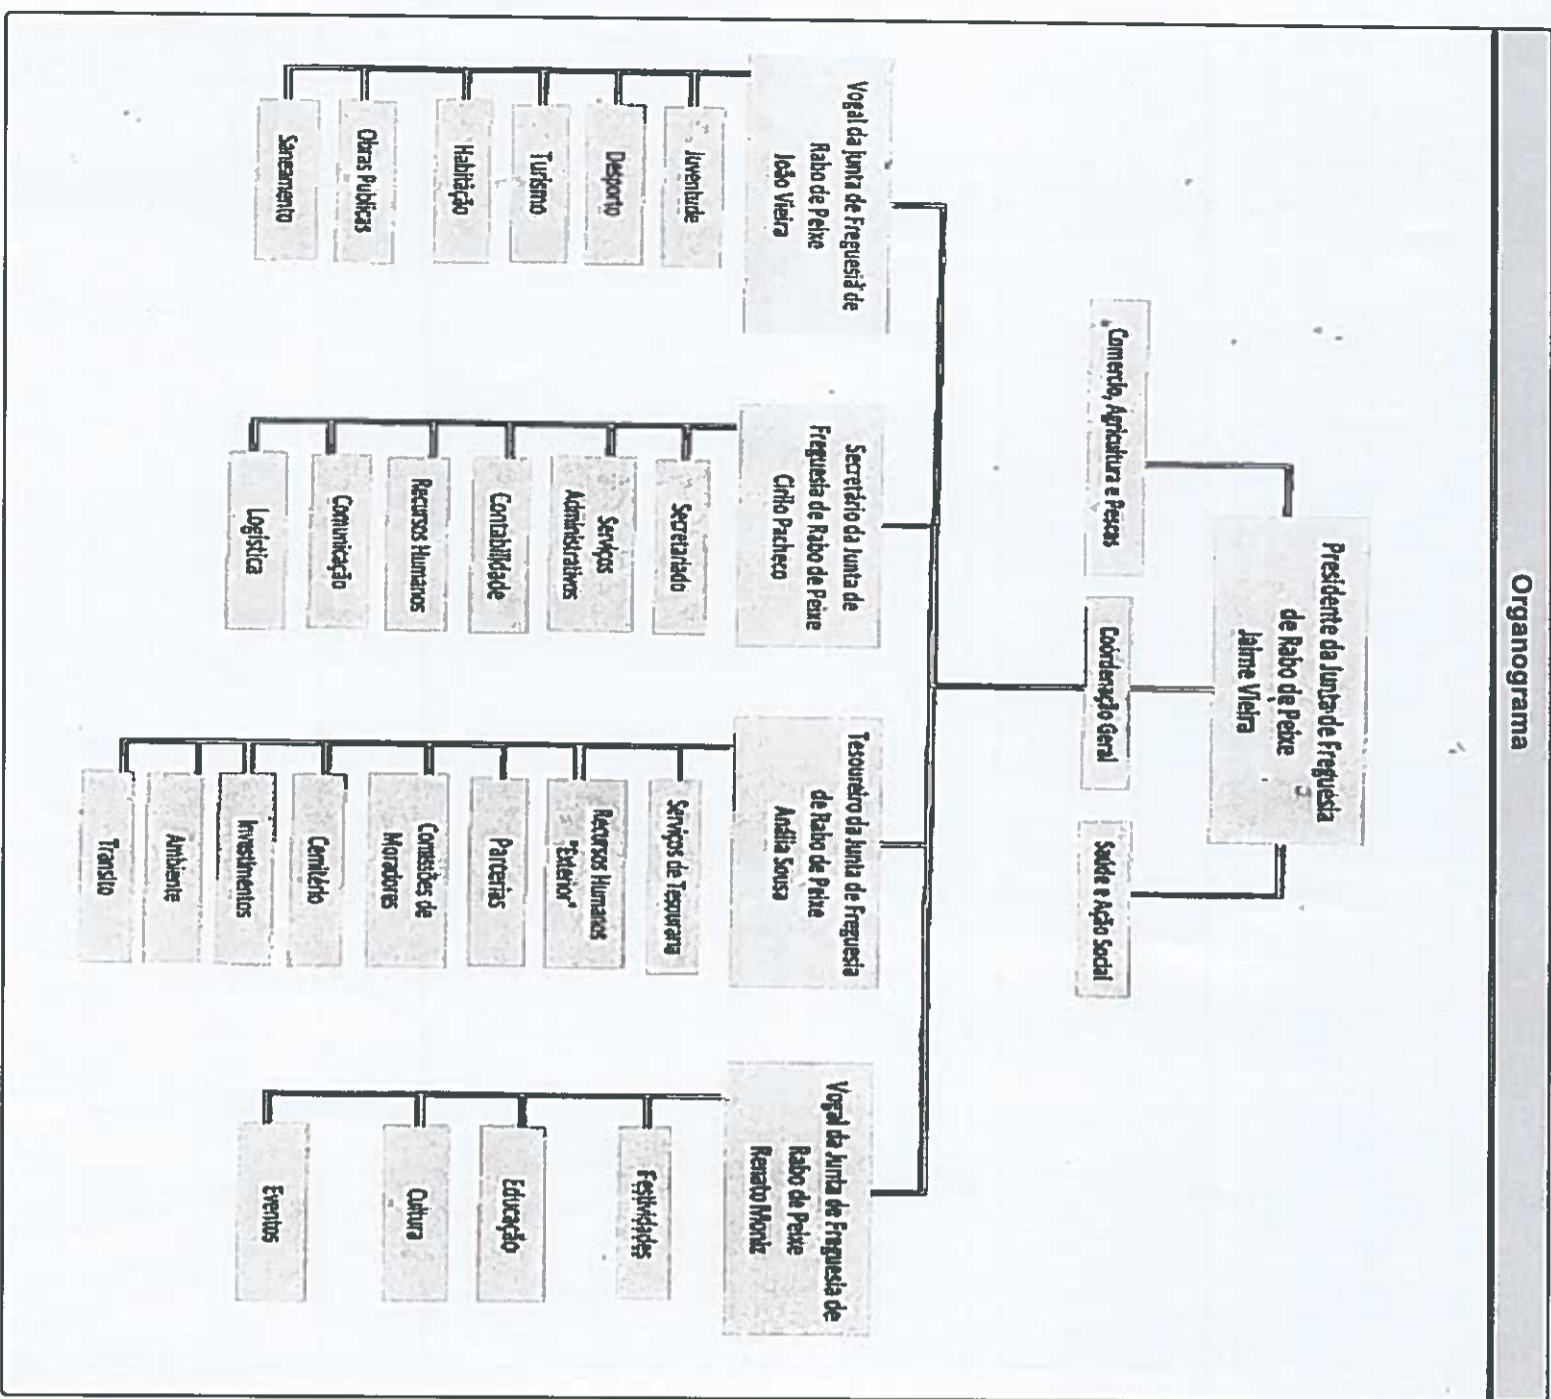 Organograma
Presidente da Junta de Freguesia
de Rabo de Peixe
Jaime Vieira
Comercio, Agricultura e Pescas
Coordenação Geral
Saúde e Ação Social
Vogal da Junta de Freguesia de
Rabo de Peixe
João Vieira
Juventude
Desporto
Turismo
Habitação
Obras Publicas
Saneamento
Secretário da Junta de
Freguesia de Rabo de Peixe
Cirilo Pacheco
Secretariado
Serviços
Administrativos
Contabilidade
Recursos Humanos
Comunicação
Logística
Tesoureiro da Junta de Freguesia
de Rabo de Peixe
Anália Sousa
Serviços de Tesouraria
Recursos Humanos
"Exterior"
Parcerias
Comissões de
Moradores
Cemitério
Investimentos
Ambiente
Transito
Vogal da Junta de Freguesia de
Rabo de Peixe
Renato Moniz
Festividades
Educação
Cultura
Eventos